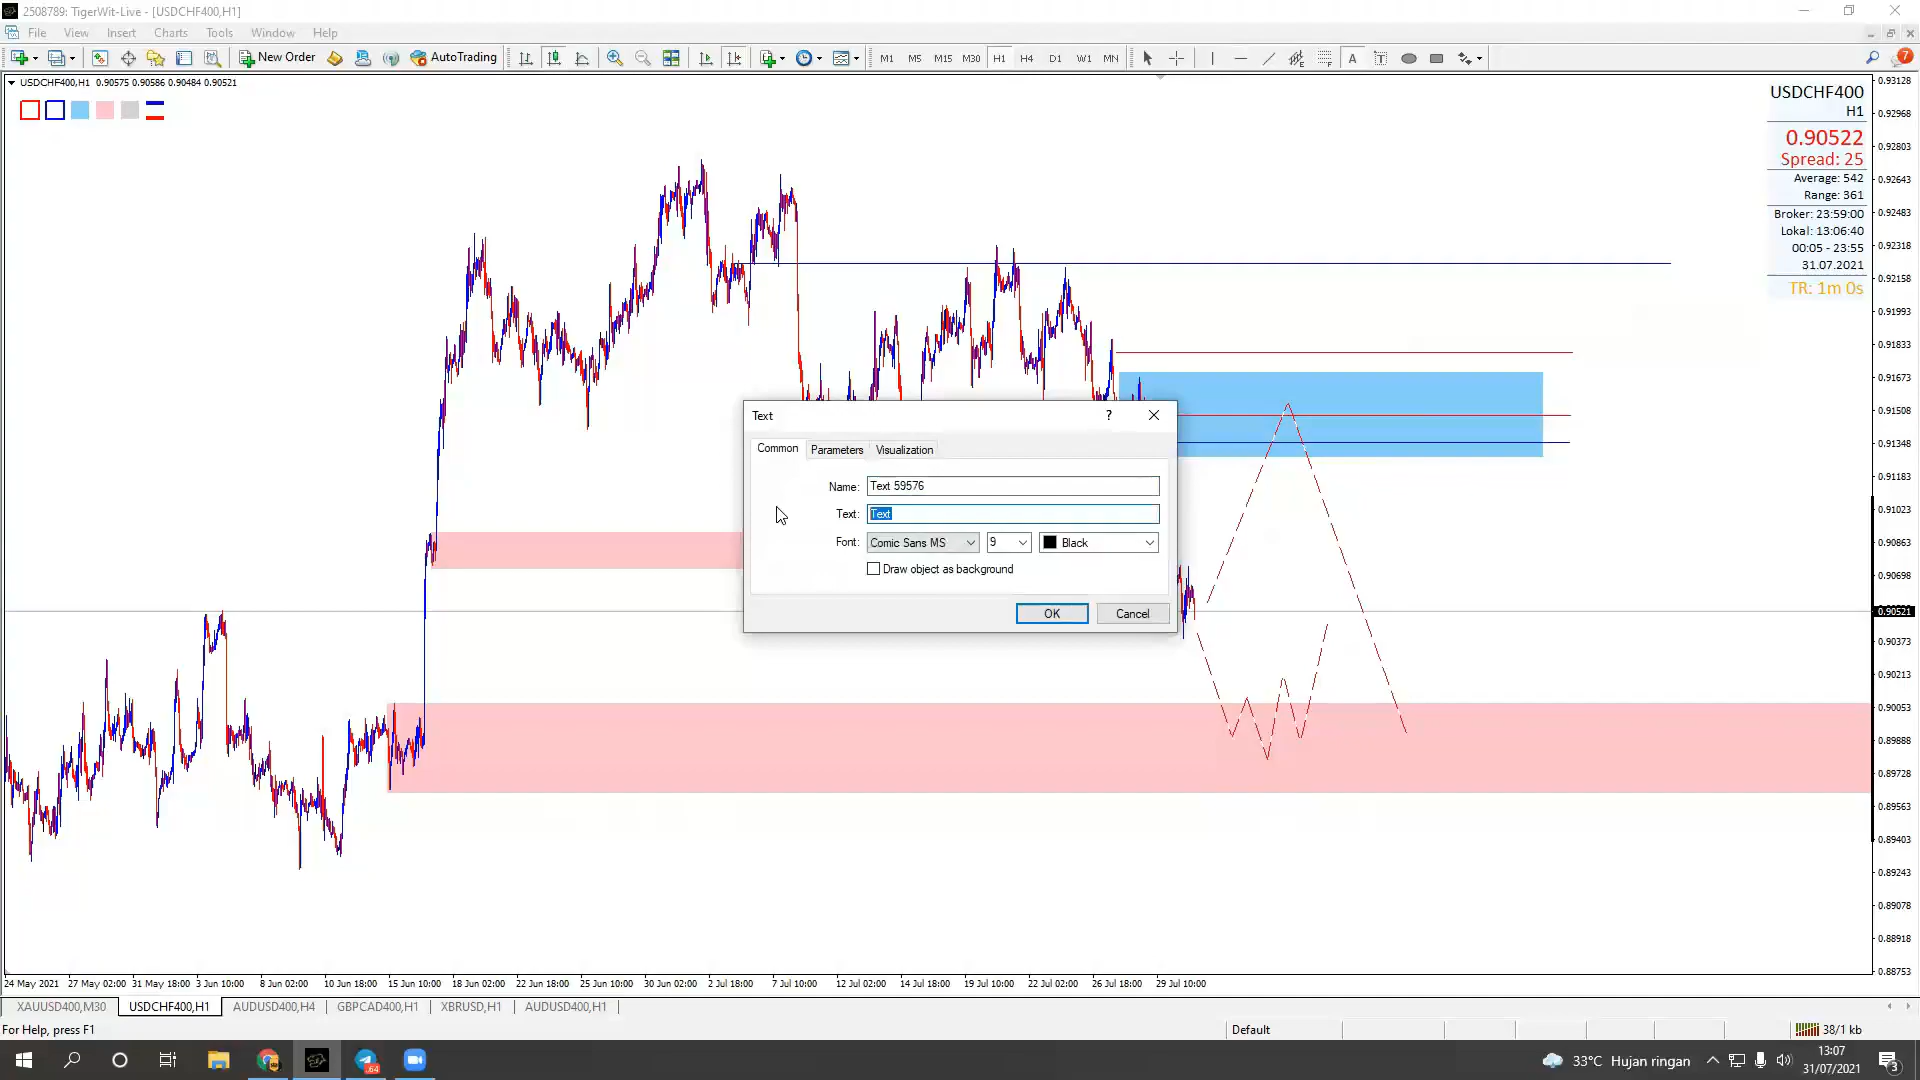 2508789: TigerWit-Live - [USDCHF400,H1]
File View Insert Charts Tools Window Help
New Order AutoTrading M1 M5 M15 M30 H1 H4 D1 W1 MN A T 7
USDCHF400,H1 0.90575 0.90586 0.90484 0.90521
USDCHF400
H1
0.90522
Spread: 25
Average: 542
Range: 361
Broker: 23:59:00
Lokal: 13:06:40
00:05 - 23:55
31.07.2021
TR: 1m 0s
0.93128
0.92968
0.92803
0.92643
0.92483
0.92318
0.92158
0.91993
0.91833
0.91673
0.91508
0.91348
0.91183
0.91023
0.90863
0.90698
0.90521
0.90373
0.90213
0.90053
0.89888
0.89728
0.89563
0.89403
0.89243
0.89078
0.88918
0.88753
Text ?
Common Parameters Visualization
Name: Text 59576
Text: Text
Font: Comic Sans MS 9 Black
Draw object as background
OK Cancel
24 May 2021 27 May 02:00 31 May 18:00 3 Jun 10:00 8 Jun 02:00 10 Jun 18:00 15 Jun 10:00 18 Jun 02:00 22 Jun 18:00 25 Jun 10:00 30 Jun 02:00 2 Jul 18:00 7 Jul 10:00 12 Jul 02:00 14 Jul 18:00 19 Jul 10:00 22 Jul 02:00 26 Jul 18:00 29 Jul 10:00
XAUUSD400,M30 USDCHF400,H1 AUDUSD400,H4 GBPCAD400,H1 XBRUSD,H1 AUDUSD400,H1
For Help, press F1 Default 38/1 kb
.64 33°C Hujan ringan 13:07
31/07/2021 3